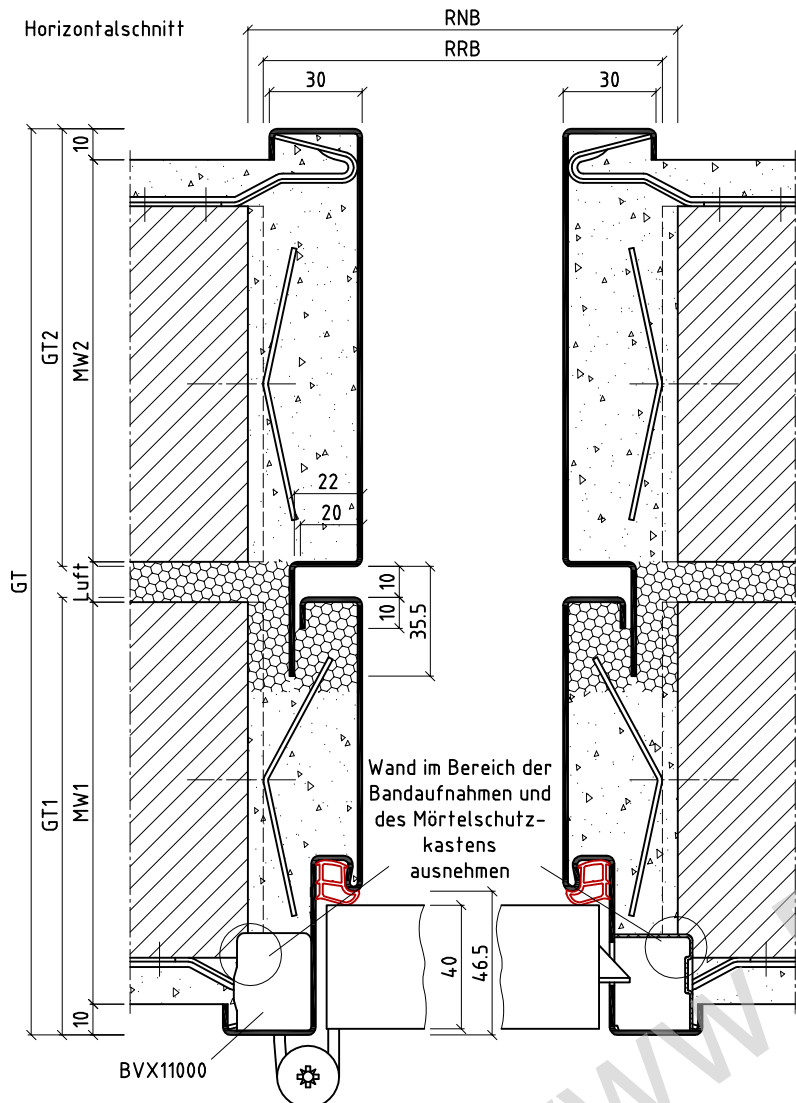 Horizontalschnitt
RNB
RRB
30
30
10
GT2
MW2
22
20
GT
Luft
10
10
35.5
GT1
MW1
Wand im Bereich der
Bandaufnahmen und
des Mörtelschutz-
kastens
ausnehmen
40
46.5
10
BVX11000
www